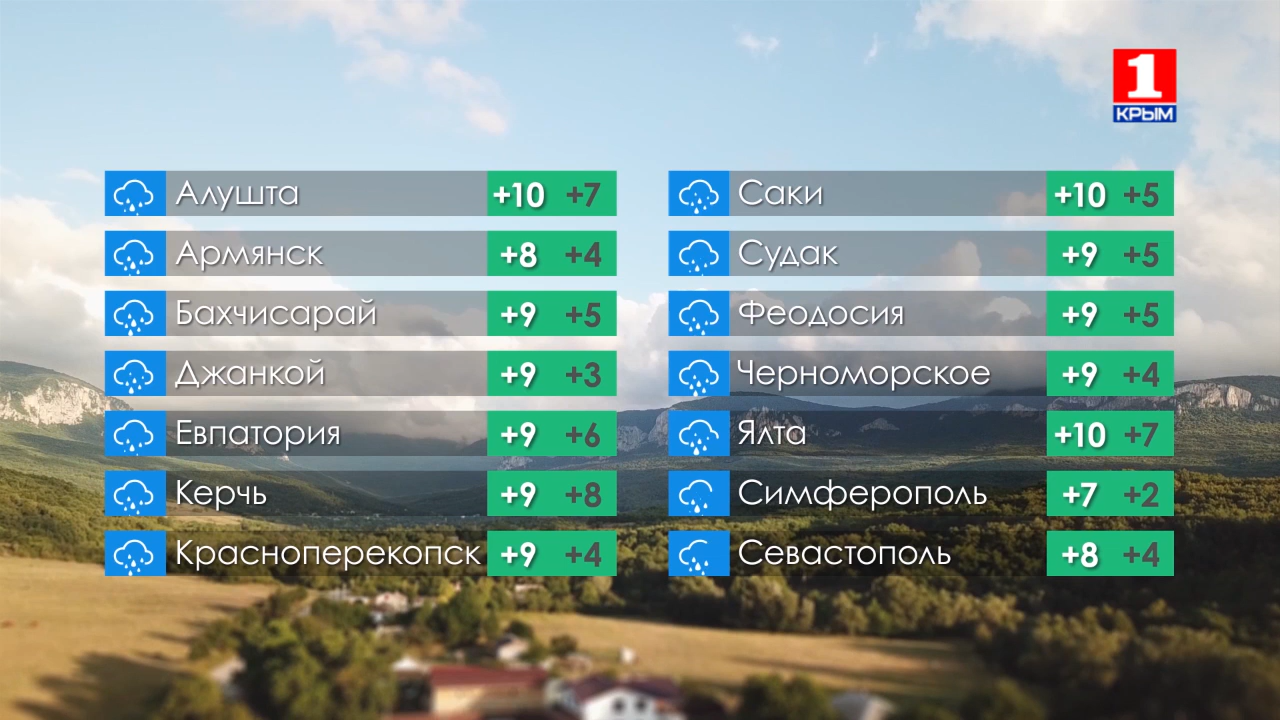 1
КРЫМ
Алушта +10 +7
Армянск +8 +4
Бахчисарай +9 +5
Джанкой +9 +3
Евпатория +9 +6
Керчь +9 +8
Красноперекопск +9 +4
Саки +10 +5
Судак +9 +5
Феодосия +9 +5
Черноморское +9 +4
Ялта +10 +7
Симферополь +7 +2
Севастополь +8 +4